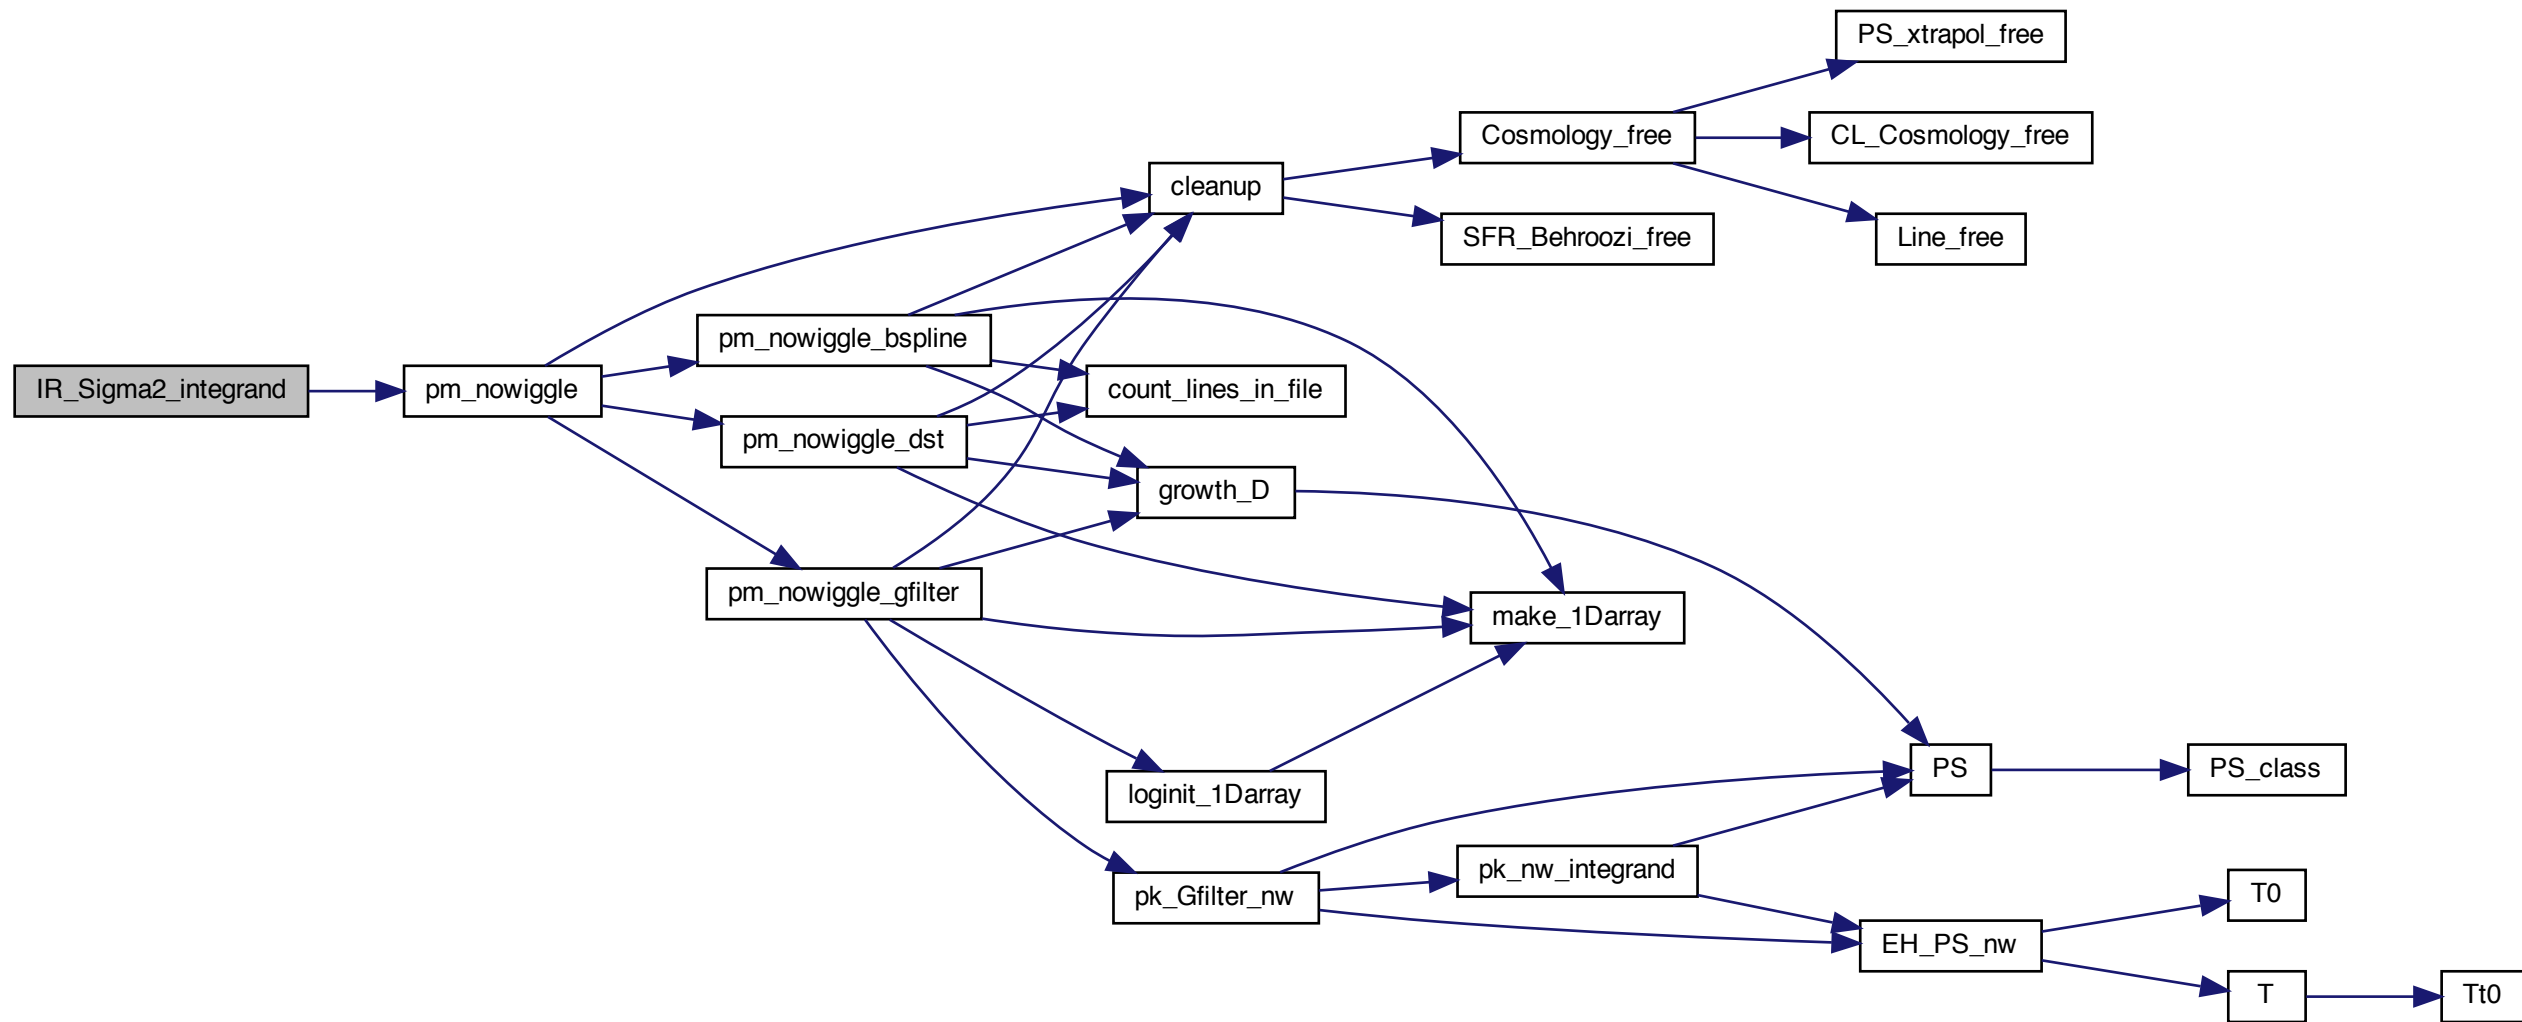 PS_xtrapol_free
Cosmology_free
CL_Cosmology_free
cleanup
SFR_Behroozi_free
Line_free
pm_nowiggle_bspline
IR_Sigma2_integrand
pm_nowiggle
count_lines_in_file
pm_nowiggle_dst
growth_D
pm_nowiggle_gfilter
make_1Darray
loginit_1Darray
PS
PS_class
pk_nw_integrand
pk_Gfilter_nw
T0
EH_PS_nw
T
Tt0